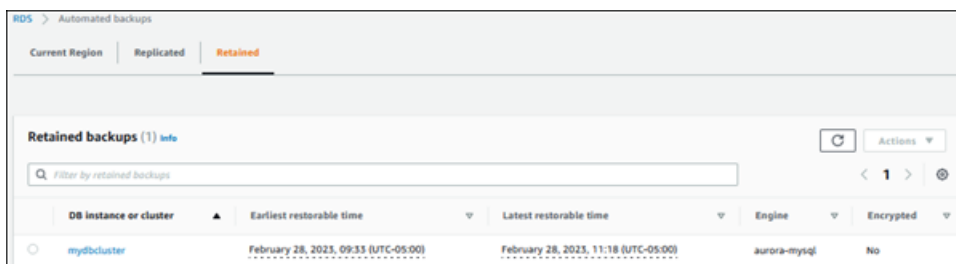 RDS > Automated backups
Current Region Replicated Retained
Retained backups (1) Info
Actions
Filter by retained backups
< 1 >
DB instance or cluster Earliest restorable time Latest restorable time Engine Encrypted
mydbcluster February 28, 2023, 09:33 (UTC-05:00) February 28, 2023, 11:18 (UTC-05:00) aurora-mysql No